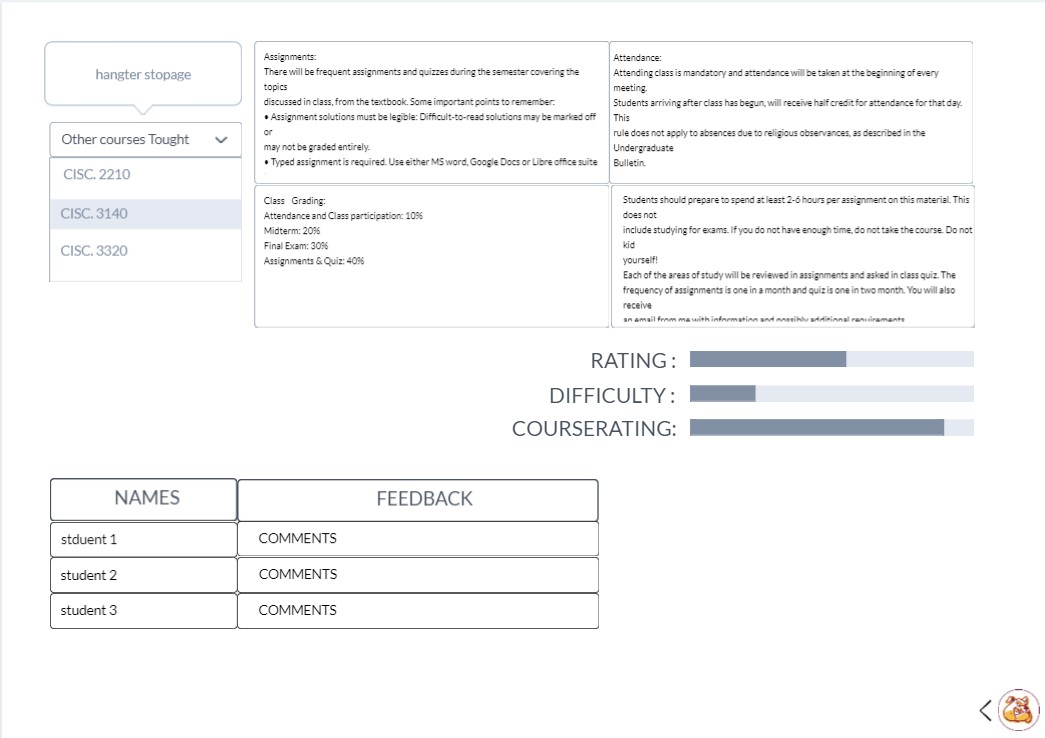 hangter stopage
Other courses Tought
CISC. 2210
CISC. 3140
CISC. 3320
Assignments:
There will be frequent assignments and quizzes during the semester covering the
topics
discussed in class, from the textbook. Some important points to remember:
• Assignment solutions must be legible: Difficult-to-read solutions may be marked off
or
may not be graded entirely.
• Typed assignment is required. Use either MS word, Google Docs or Libre office suite
Attendance:
Attending class is mandatory and attendance will be taken at the beginning of every
meeting.
Students arriving after class has begun, will receive half credit for attendance for that day.
This
rule does not apply to absences due to religious observances, as described in the
Undergraduate
Bulletin.
Class Grading:
Attendance and Class participation: 10%
Midterm: 20%
Final Exam: 30%
Assignments & Quiz: 40%
Students should prepare to spend at least 2-6 hours per assignment on this material. This
does not
include studying for exams. If you do not have enough time, do not take the course. Do not
kid
yourself!
Each of the areas of study will be reviewed in assignments and asked in class quiz. The
frequency of assignments is one in a month and quiz is one in two month. You will also
receive
an email from me with information and possibly additional requirements
RATING :
DIFFICULTY :
COURSERATING:
NAMES FEEDBACK
stduent 1 COMMENTS
student 2 COMMENTS
student 3 COMMENTS